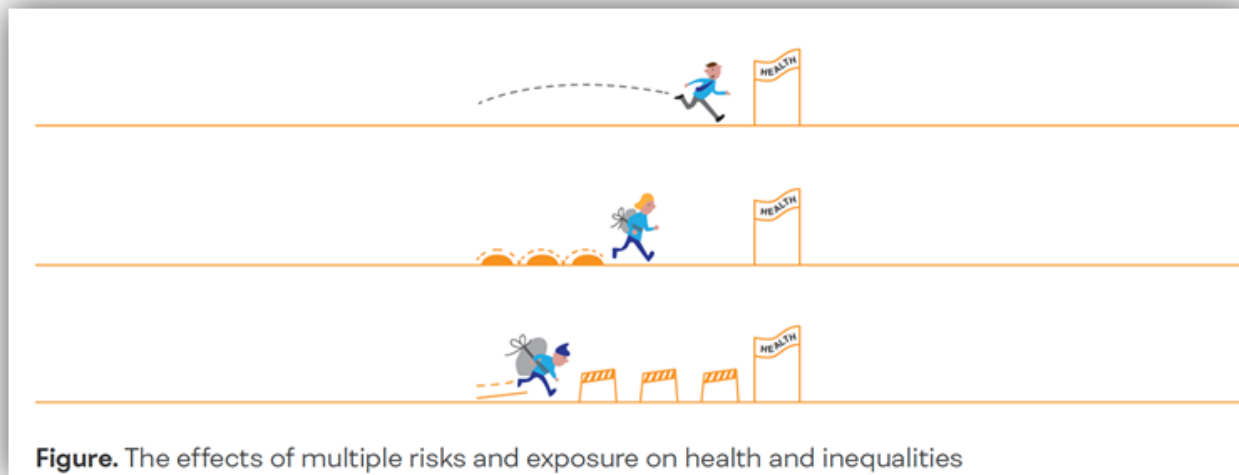 HEALTH
HEALTH
HEALTH
Figure. The effects of multiple risks and exposure on health and inequalities